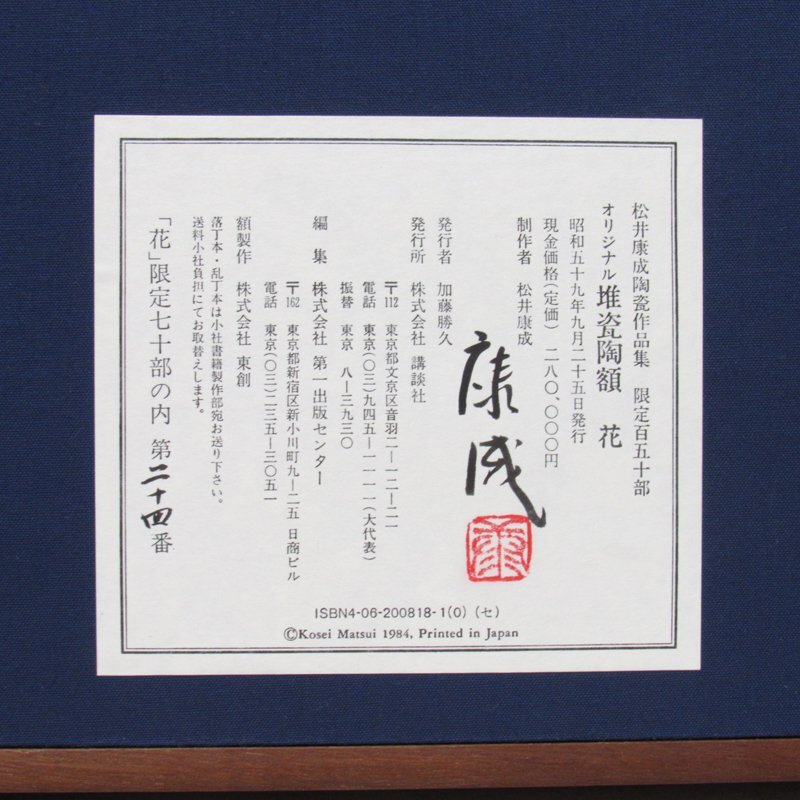 松井康成陶瓷作品集 限定百五十部
オリジナル 堆瓷陶額 花
昭和五十九年九月二十五日発行
現金価格(定価) 二八〇、〇〇〇円
制作者 松井康成
康成
発行者 加藤勝久
発行所 株式会社 講談社
〒112 東京都文京区音羽二ー一二ー二一
電話 東京(〇三)九四五ー一一一一(大代表)
振替 東京 八ー三九三〇
編集 株式会社 第一出版センター
〒162 東京都新宿区新小川町九ー二五 日商ビル
電話 東京(〇三)二三五ー三〇五一
額製作 株式会社 東創
落丁本・乱丁本は小社書籍製作部宛お送り下さい。
送料小社負担にてお取替えします。
「花」限定七十部の内 第二十四番
ISBN4-06-200818-1(0) (セ)
©Kosei Matsui 1984, Printed in Japan